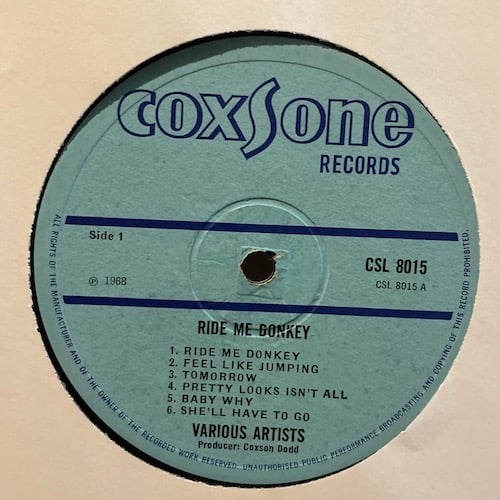 coxsone
RECORDS
Side 1
CSL 8015
℗ 1968
CSL 8015 A
RIDE ME DONKEY
1. RIDE ME DONKEY
2. FEEL LIKE JUMPING
3. TOMORROW
4. PRETTY LOOKS ISN'T ALL
5. BABY WHY
6. SHE'LL HAVE TO GO
VARIOUS ARTISTS
Producer: Coxson Dodd
ALL RIGHTS OF THE MANUFACTURER AND OF THE OWNER OF THE RECORDED WORK RESERVED. UNAUTHORISED PUBLIC PERFORMANCE BROADCASTING AND COPYING OF THIS RECORD PROHIBITED.